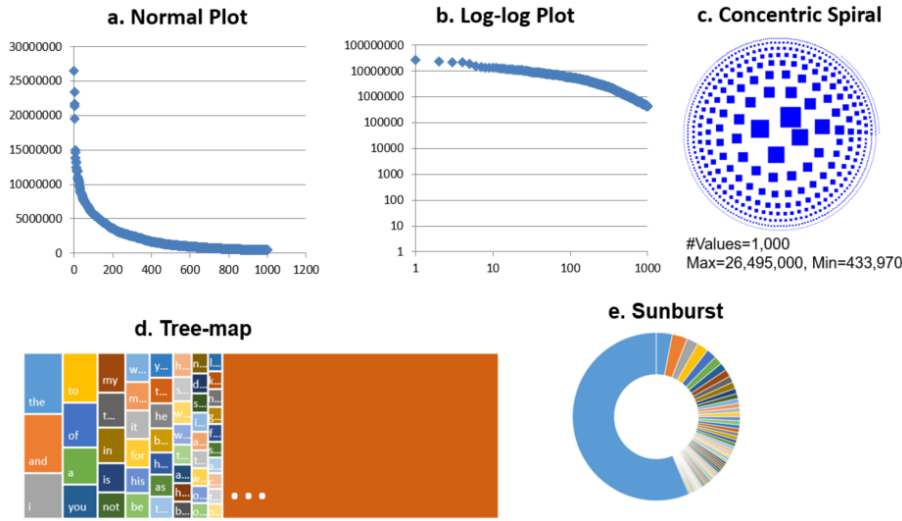 a. Normal Plot
30000000
25000000
20000000
15000000
10000000
5000000
0
0 200 400 600 800 1000 1200
b. Log-log Plot
100000000
10000000
1000000
100000
10000
1000
100
10
1
1 10 100 1000
c. Concentric Spiral
#Values=1,000
Max=26,495,000, Min=433,970
d. Tree-map
the
and
i
to
of
a
you
my
t...
in
is
not
w...
m...
it
for
his
be
y...
t...
he
b...
h...
as
t...
h...
s...
w...
w...
t...
a...
h...
b...
n...
d...
s...
...
e. Sunburst